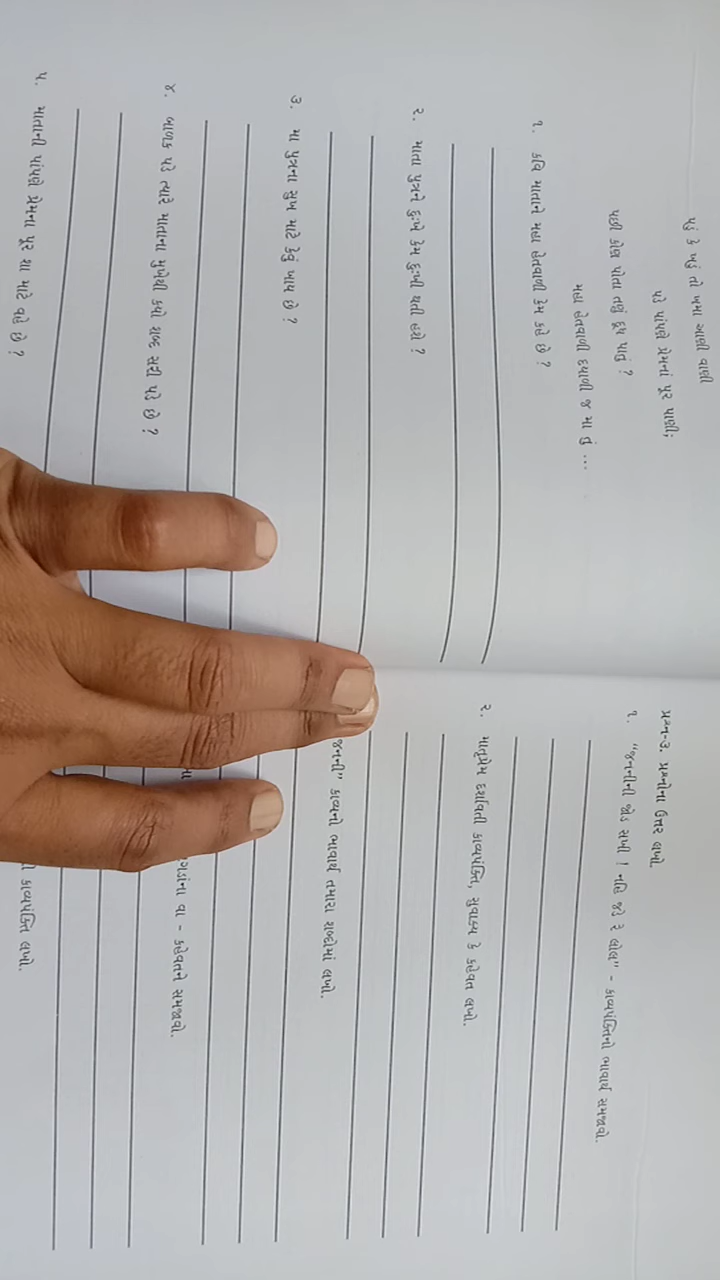 પડું કે ચડું તો ખમા આણી વાણી
પડે પાંપણે પ્રેમનાં પૂર પાણી;
પછી કોણ પોતા તણું દૂધ પાતું ?
મહા હેતવાળી દયાળી જ મા તું ...
૧. કવિ માતાને મહા હેતવાળી કેમ કહે છે ?
૨. માતા પુત્રને દુઃખે કેમ દુઃખી થતી હશે ?
૩. મા પુત્રના સુખ માટે કેવું ખાય છે ?
૪. બાળક પડે ત્યારે માતાના મુખેથી કયો શબ્દ સરી પડે છે ?
૫. માતાની પાંપણે પ્રેમના પૂર શા માટે વહે છે ?
પ્રશ્ન-૩. પ્રશ્નોના ઉત્તર લખો.
૧. "જનનીની જોડ સખી ! નહિ જડે રે લોલ" - કાવ્યપંક્તિનો ભાવાર્થ સમજાવો.
૨. માતૃપ્રેમ દર્શાવતી કાવ્યપંક્તિ, સુવાક્ય કે કહેવત લખો.
જનની" કાવ્યનો ભાવાર્થ તમારા શબ્દોમાં લખો.
વગડાંના વા - કહેવતને સમજાવો.
કાવ્યપંક્તિ લખો.